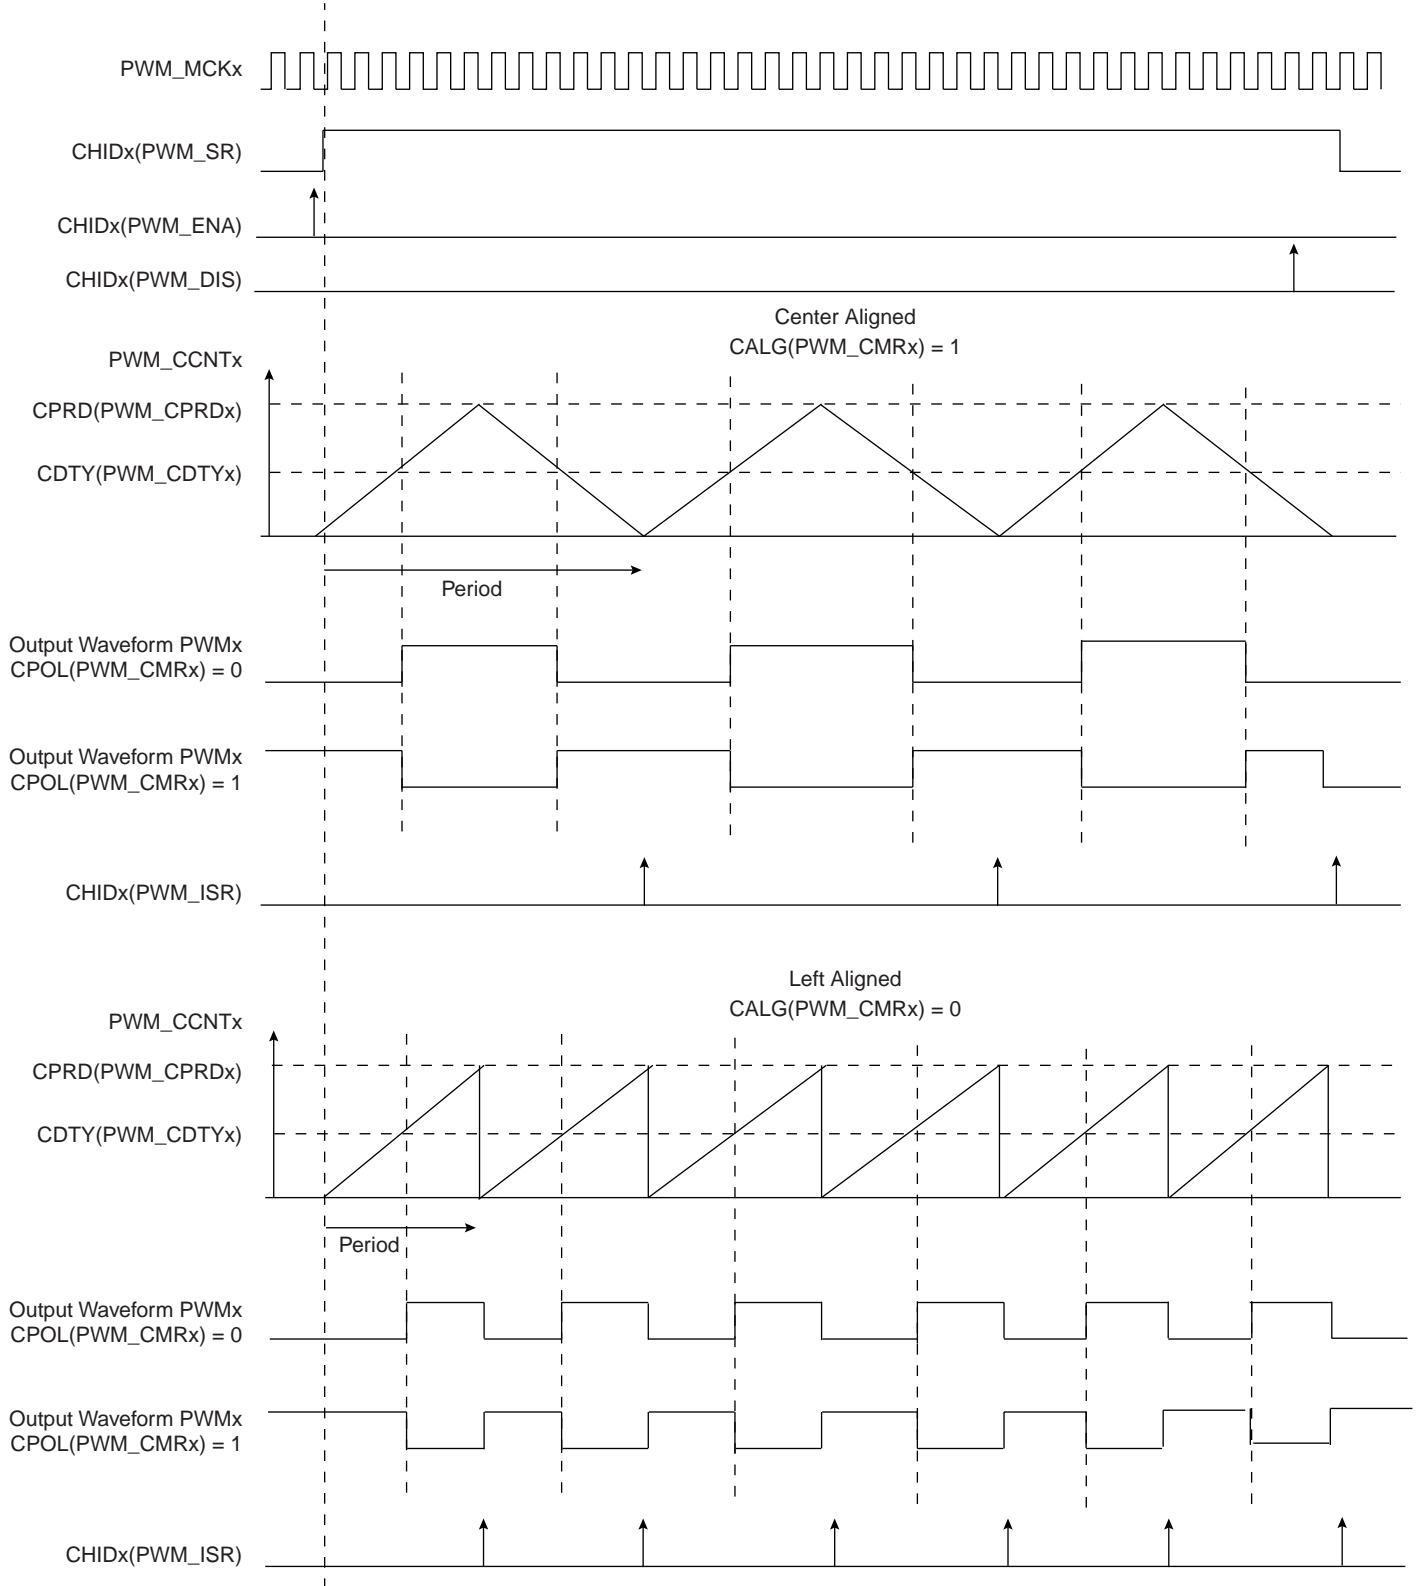 PWM_MCKx
CHIDx(PWM_SR)
CHIDx(PWM_ENA)
CHIDx(PWM_DIS)
Center Aligned
CALG(PWM_CMRx) = 1
PWM_CCNTx
CPRD(PWM_CPRDx)
CDTY(PWM_CDTYx)
Period
Output Waveform PWMx
CPOL(PWM_CMRx) = 0
Output Waveform PWMx
CPOL(PWM_CMRx) = 1
CHIDx(PWM_ISR)
Left Aligned
CALG(PWM_CMRx) = 0
PWM_CCNTx
CPRD(PWM_CPRDx)
CDTY(PWM_CDTYx)
Period
Output Waveform PWMx
CPOL(PWM_CMRx) = 0
Output Waveform PWMx
CPOL(PWM_CMRx) = 1
CHIDx(PWM_ISR)